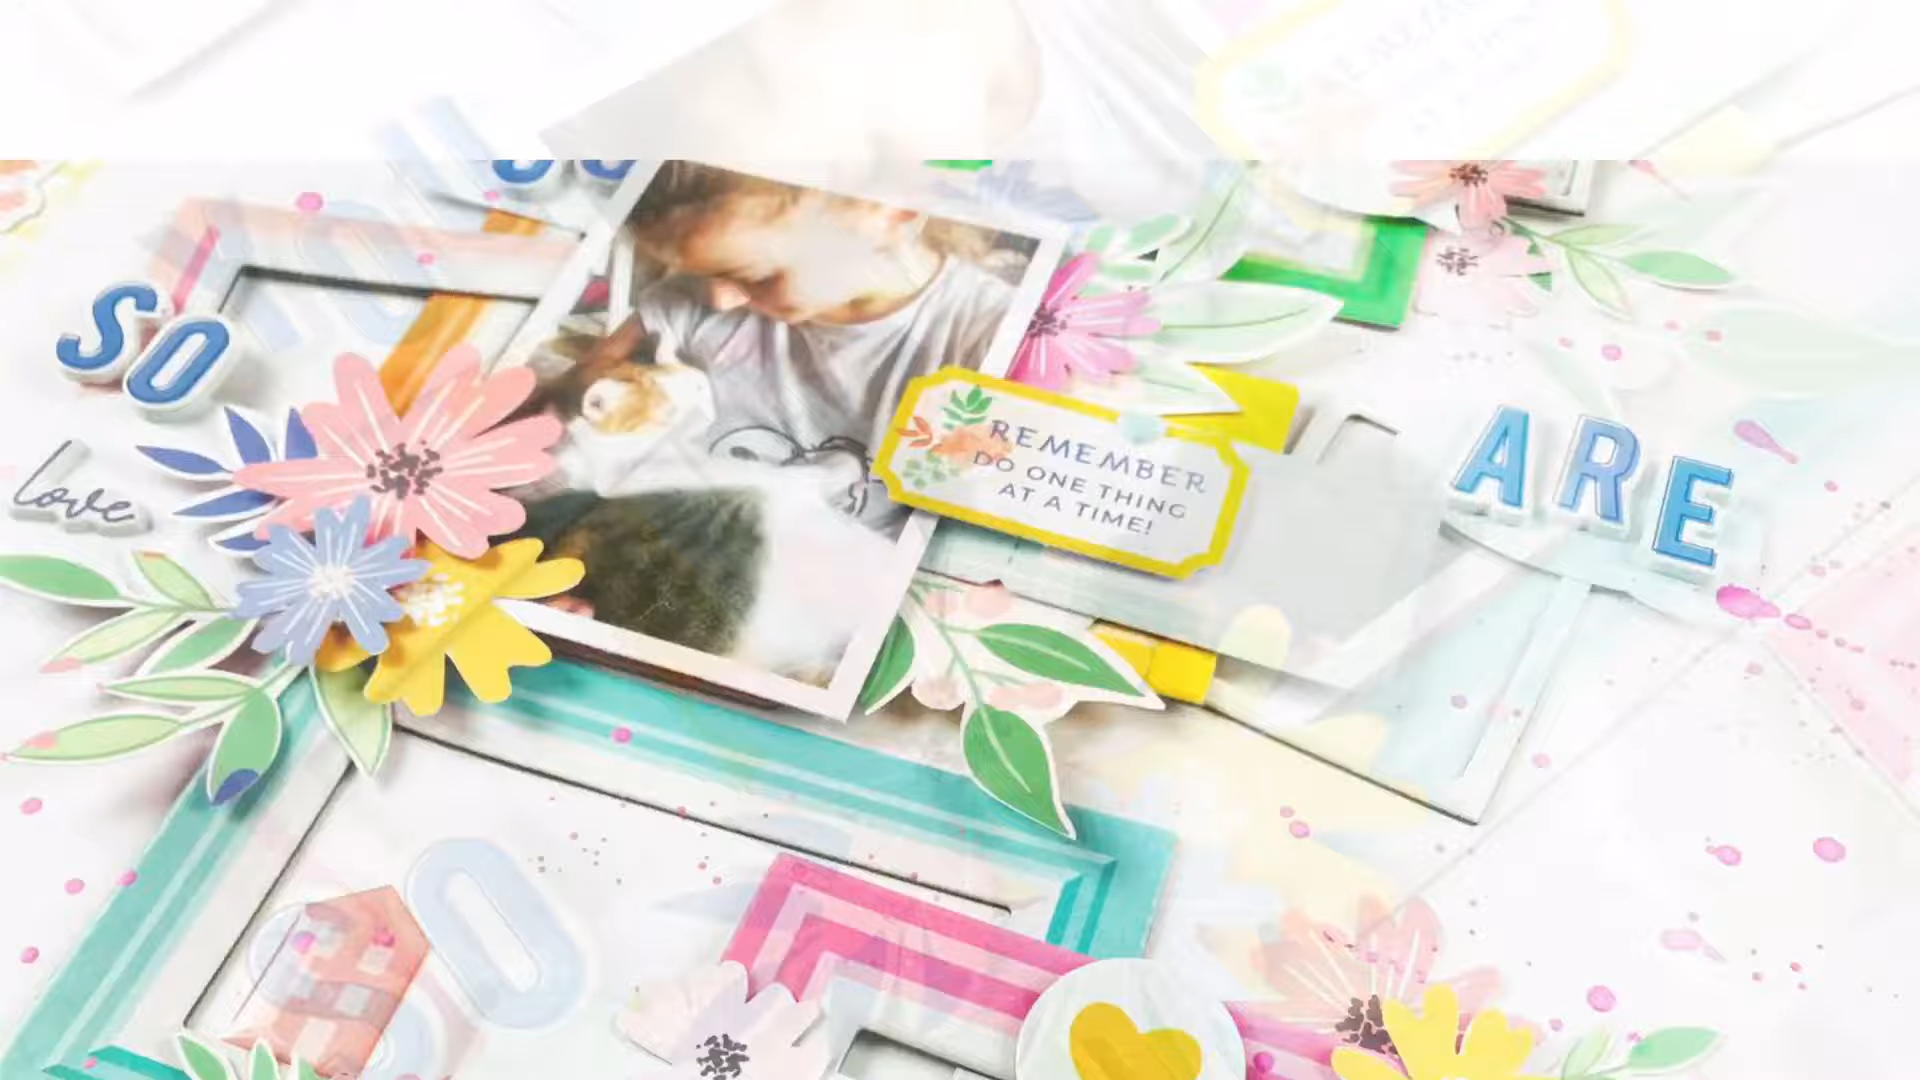 SO
love
REMEMBER
DO ONE THING
AT A TIME!
ARE